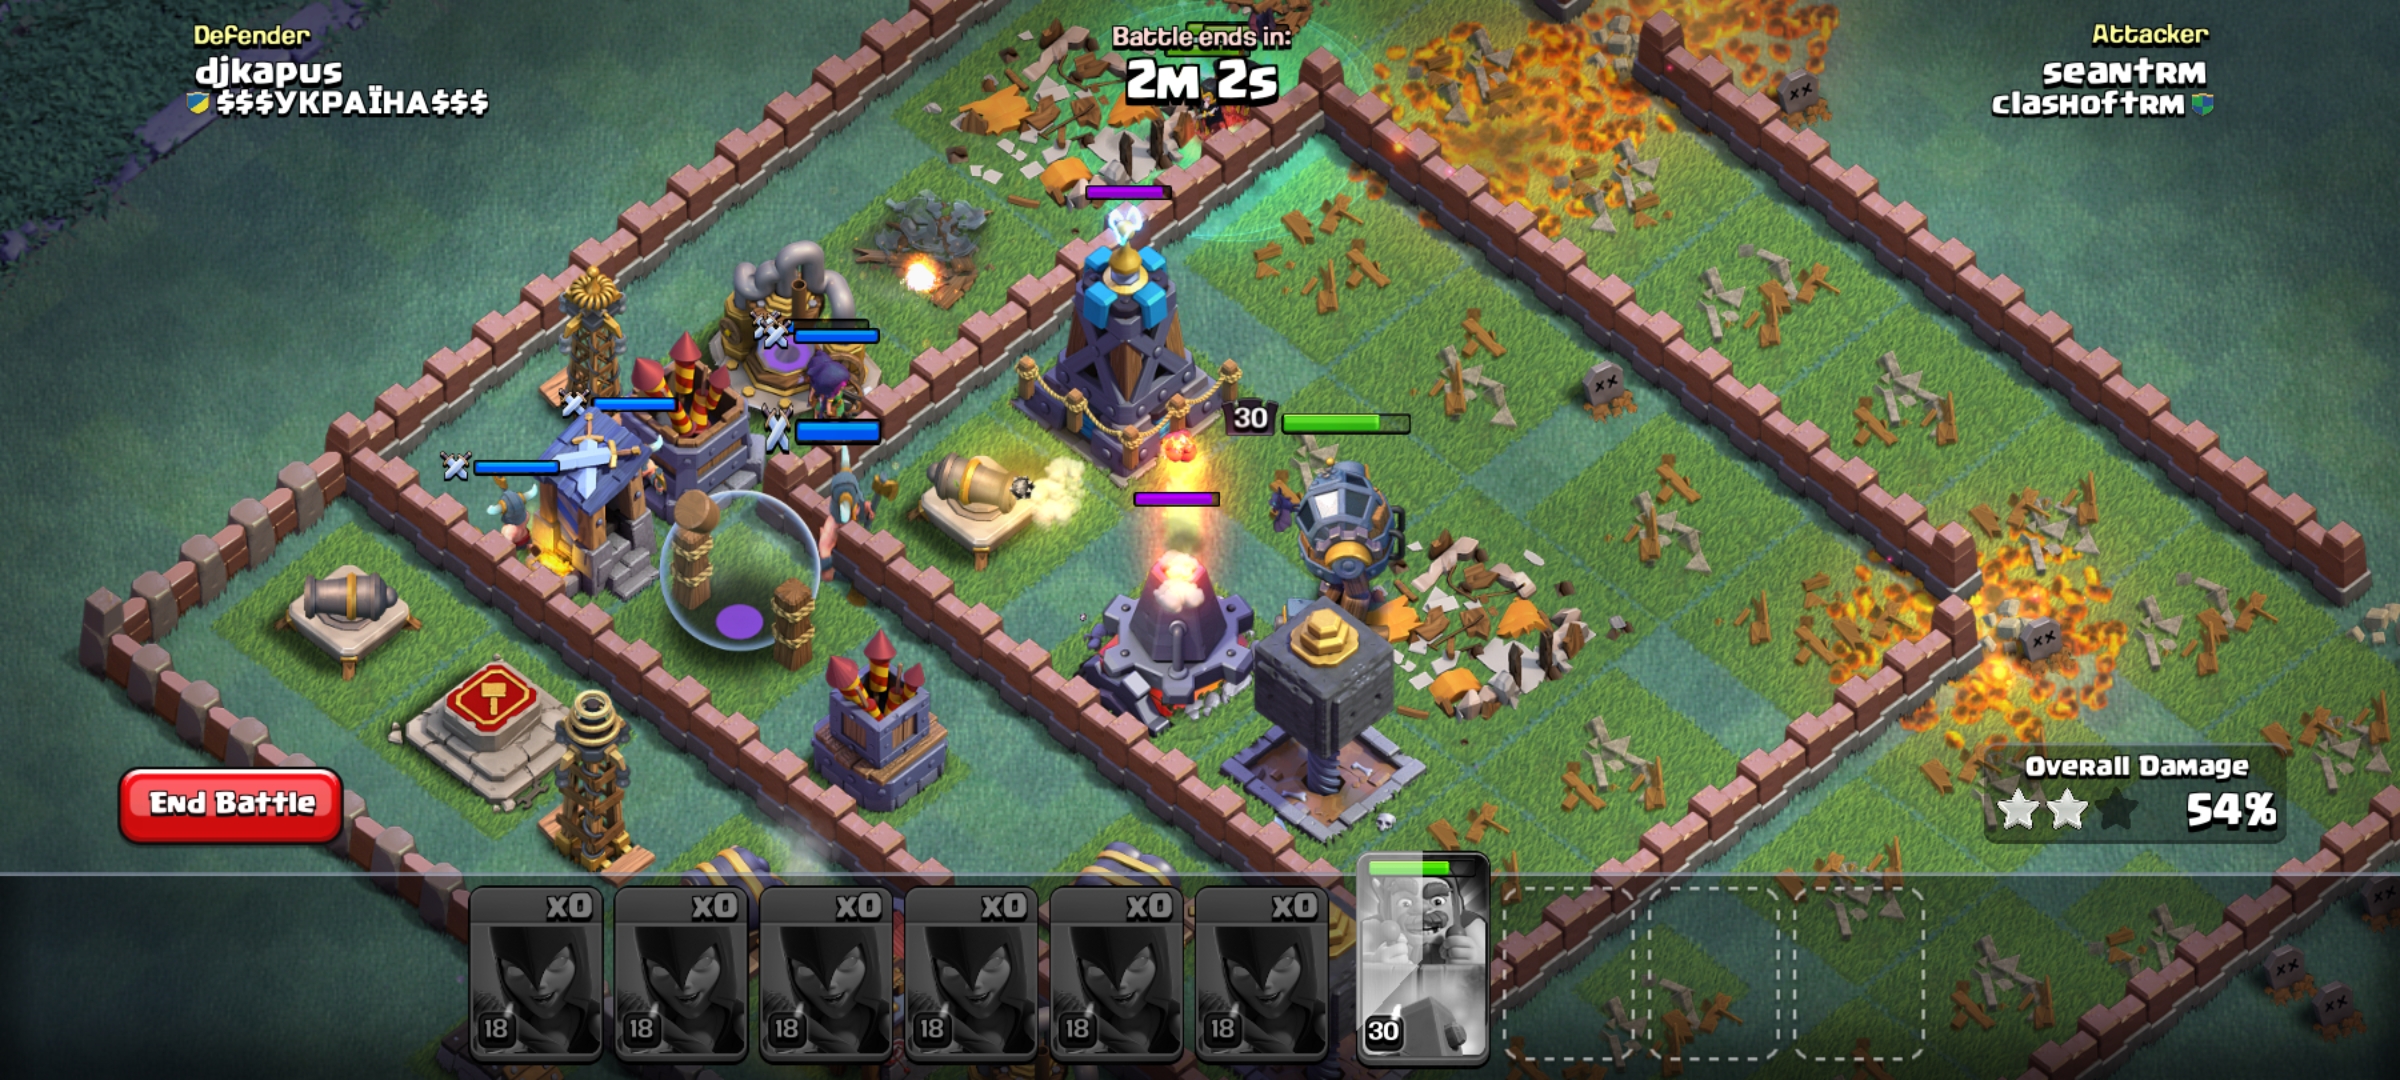 Defender
djkapus
$$$УКРАЇНА$$$
Battle ends in:
2M 2s
Attacker
seantRM
clashoftRM
30
End Battle
Overall Damage
54%
x0
x0
x0
x0
x0
x0
18
18
18
18
18
18
30